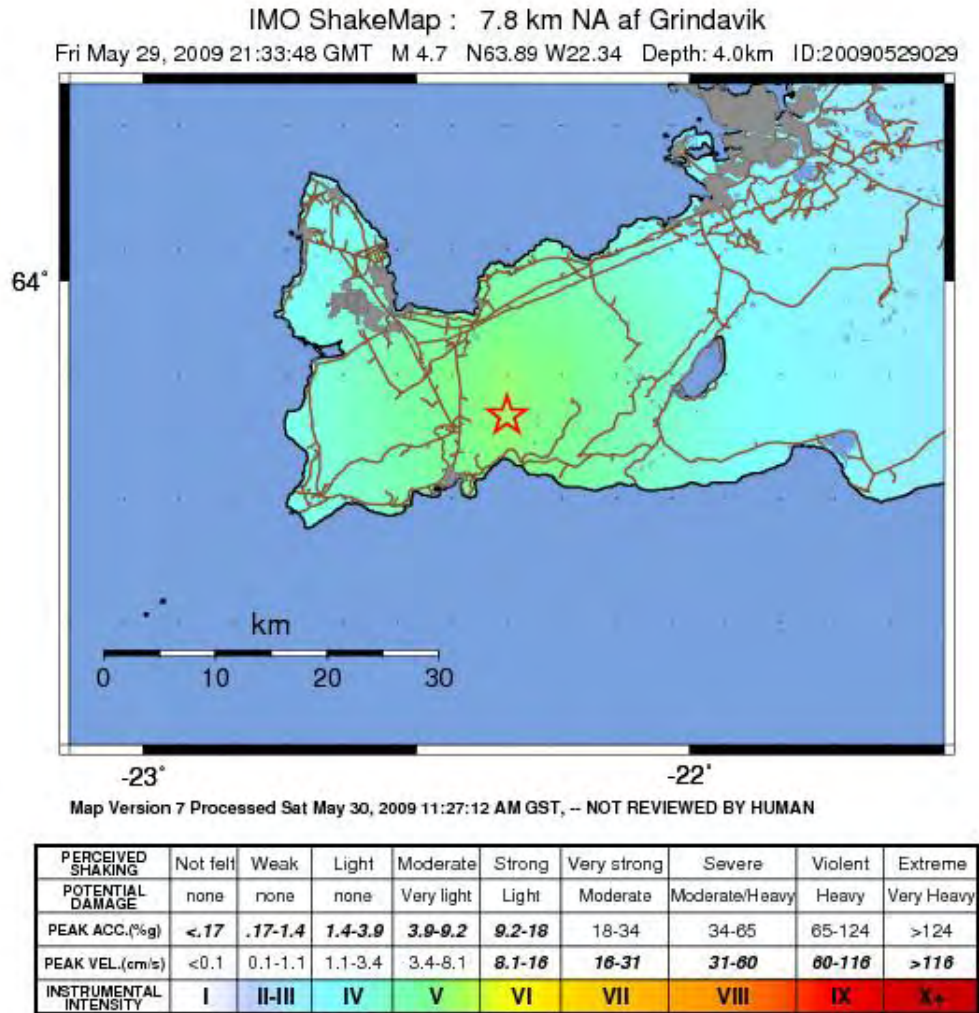 IMO ShakeMap : 7.8 km NA af Grindavik
Fri May 29, 2009 21:33:48 GMT M 4.7 N63.89 W22.34 Depth: 4.0km ID:20090529029
64°
km
0 10 20 30
-23° -22°
Map Version 7 Processed Sat May 30, 2009 11:27:12 AM GST, -- NOT REVIEWED BY HUMAN
PERCEIVED SHAKING Not felt Weak Light Moderate Strong Very strong Severe Violent Extreme
POTENTIAL DAMAGE none none none Very light Light Moderate Moderate/Heavy Heavy Very Heavy
PEAK ACC.(%g) <.17 .17-1.4 1.4-3.9 3.9-9.2 9.2-18 18-34 34-65 65-124 >124
PEAK VEL.(cm/s) <0.1 0.1-1.1 1.1-3.4 3.4-8.1 8.1-16 16-31 31-60 60-116 >116
INSTRUMENTAL INTENSITY I II-III IV V VI VII VIII IX X+